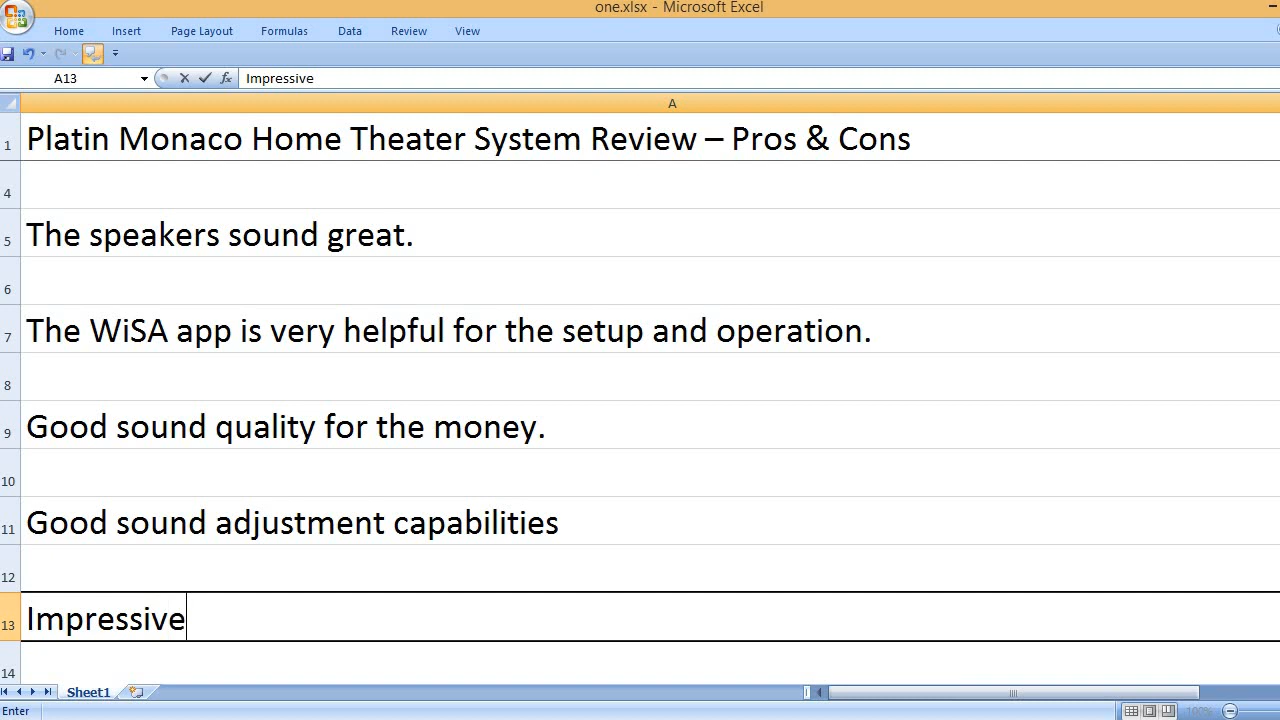 one.xlsx - Microsoft Excel
Home Insert Page Layout Formulas Data Review View
A13 fx Impressive
A
1 Platin Monaco Home Theater System Review – Pros & Cons
4
5 The speakers sound great.
6
7 The WiSA app is very helpful for the setup and operation.
8
9 Good sound quality for the money.
10
11 Good sound adjustment capabilities
12
13 Impressive
14
Sheet1
Enter 100%